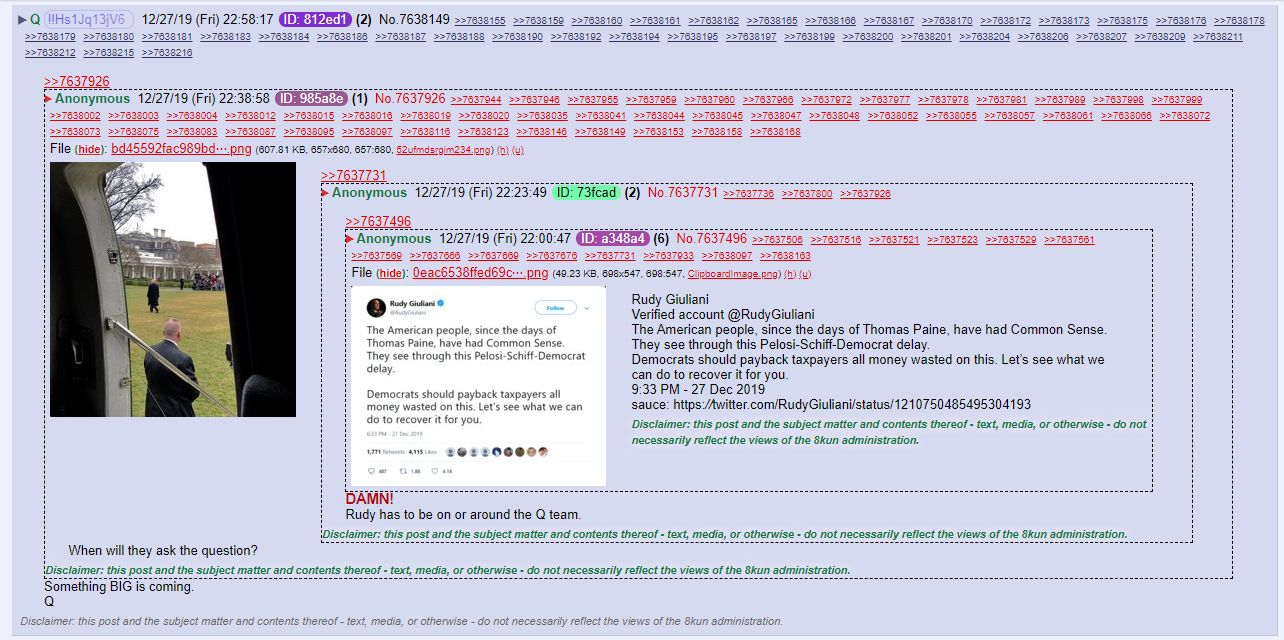 ▶ Q !!Hs1Jq13jV6 12/27/19 (Fri) 22:58:17 ID: 812ed1 (2) No.7638149 >>7638155 >>7638159 >>7638160 >>7638161 >>7638162 >>7638165 >>7638166 >>7638167 >>7638170 >>7638172 >>7638173 >>7638175 >>7638176 >>7638178
>>7638179 >>7638180 >>7638181 >>7638183 >>7638184 >>7638186 >>7638187 >>7638188 >>7638190 >>7638192 >>7638194 >>7638195 >>7638197 >>7638199 >>7638200 >>7638201 >>7638204 >>7638206 >>7638207 >>7638209 >>7638211
>>7638212 >>7638215 >>7638216
>>7637926
Anonymous 12/27/19 (Fri) 22:38:58 ID: 985a8e (1) No.7637926 >>7637944 >>7637946 >>7637955 >>7637959 >>7637960 >>7637966 >>7637972 >>7637977 >>7637978 >>7637981 >>7637989 >>7637998 >>7637999
>>7638002 >>7638003 >>7638004 >>7638012 >>7638015 >>7638016 >>7638019 >>7638020 >>7638035 >>7638041 >>7638044 >>7638045 >>7638047 >>7638048 >>7638052 >>7638055 >>7638057 >>7638061 >>7638066 >>7638072
>>7638073 >>7638075 >>7638083 >>7638087 >>7638095 >>7638097 >>7638116 >>7638123 >>7638146 >>7638149 >>7638153 >>7638158 >>7638168
File (hide): bd45592fac989bd⋯.png (607.81 KB, 657x680, 657:680, 52ufmdsrgim234.png) (h) (u)
>>7637731
Anonymous 12/27/19 (Fri) 22:23:49 ID: 73fcad (2) No.7637731 >>7637736 >>7637800 >>7637926
>>7637496
Anonymous 12/27/19 (Fri) 22:00:47 ID: a348a4 (6) No.7637496 >>7637506 >>7637516 >>7637521 >>7637523 >>7637529 >>7637561
>>7637569 >>7637666 >>7637669 >>7637676 >>7637731 >>7637933 >>7638097 >>7638163
File (hide): 0eac6538ffed69c⋯.png (49.23 KB, 698x547, 698:547, ClipboardImage.png) (h) (u)
Rudy Giuliani
@RudyGiuliani
Follow
The American people, since the days of
Thomas Paine, have had Common Sense.
They see through this Pelosi-Schiff-Democrat
delay.
Democrats should payback taxpayers all
money wasted on this. Let's see what we can
do to recover it for you.
6:33 PM - 27 Dec 2019
1,771 Retweets 4,115 Likes
487 1.8K 4.1K
Rudy Giuliani
Verified account @RudyGiuliani
The American people, since the days of Thomas Paine, have had Common Sense.
They see through this Pelosi-Schiff-Democrat delay.
Democrats should payback taxpayers all money wasted on this. Let's see what we
can do to recover it for you.
9:33 PM - 27 Dec 2019
sauce: https://twitter.com/RudyGiuliani/status/1210750485495304193
Disclaimer: this post and the subject matter and contents thereof - text, media, or otherwise - do not
necessarily reflect the views of the 8kun administration.
DAMN!
Rudy has to be on or around the Q team.
Disclaimer: this post and the subject matter and contents thereof - text, media, or otherwise - do not necessarily reflect the views of the 8kun administration.
When will they ask the question?
Disclaimer: this post and the subject matter and contents thereof - text, media, or otherwise - do not necessarily reflect the views of the 8kun administration.
Something BIG is coming.
Q
Disclaimer: this post and the subject matter and contents thereof - text, media, or otherwise - do not necessarily reflect the views of the 8kun administration.